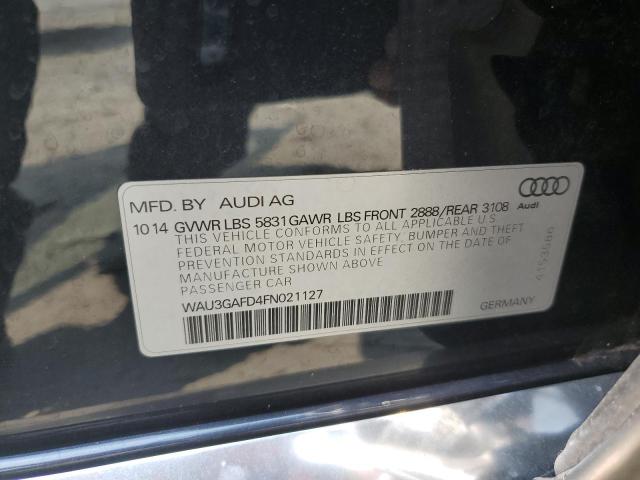 MFD. BY AUDI AG
Audi
10 14 GVWR LBS 5831 GAWR LBS FRONT 2888/REAR 3108
THIS VEHICLE CONFORMS TO ALL APPLICABLE U.S
FEDERAL MOTOR VEHICLE SAFETY, BUMPER AND THEFT
PREVENTION STANDARDS IN EFFECT ON THE DATE OF
MANUFACTURE SHOWN ABOVE
PASSENGER CAR
WAU3GAFD4FN021127
GERMANY